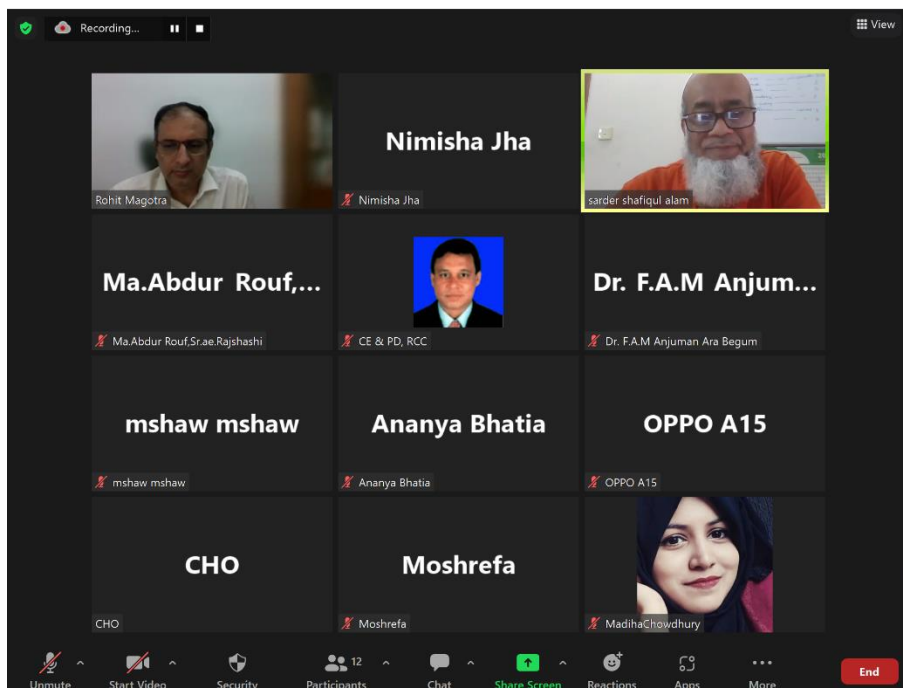 Recording...
View
Rohit Magotra
Nimisha Jha
Nimisha Jha
sarder shafiqul alam
Ma.Abdur Rouf,...
Ma.Abdur Rouf,Sr.ae.Rajshashi
CE & PD, RCC
Dr. F.A.M Anjum...
Dr. F.A.M Anjuman Ara Begum
mshaw mshaw
mshaw mshaw
Ananya Bhatia
Ananya Bhatia
OPPO A15
OPPO A15
CHO
CHO
Moshrefa
Moshrefa
MadihaChowdhury
Unmute
Start Video
Security
12
Participants
Chat
Share Screen
Reactions
Apps
More
End